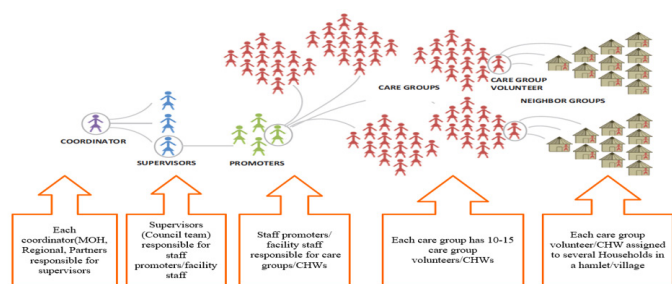 CARE GROUPS
CARE GROUP
VOLUNTEER
NEIGHBOR GROUPS
COORDINATOR
SUPERVISORS
PROMOTERS
Each
coordinator(MOH,
Regional, Partners
responsible for
supervisors
Supervisors
(Council team)
responsible for
staff
promoters/facility
staff
Staff promoters/
facility staff
responsible for care
groups/CHWs
Each care group has 10-15
care group
volunteers/CHWs
Each care group
volunteer/CHW assigned
to several Households in
a hamlet/village